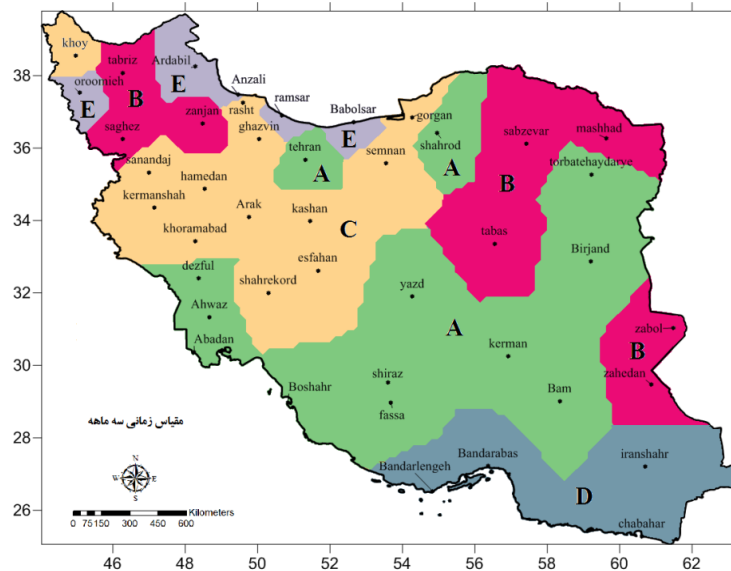 38
36
34
32
30
28
26
46
48
50
52
54
56
58
60
62
khoy
tabriz
Ardabil
oroomieh
E
E
B
Anzali
rasht
ramsar
Babolsar
gorgan
zanjan
saghez
ghazvin
E
tehran
semnan
shahrod
sabzevar
mashhad
torbatehaydarye
sanandaj
hamedan
kermanshah
A
A
B
Arak
kashan
C
khoramabad
tabas
Birjand
dezful
esfahan
shahrekord
yazd
Ahwaz
Abadan
A
kerman
B
zabol
zahedan
Boshahr
shiraz
fassa
Bam
مقیاس زمانی سه ماهه
Bandarabas
Bandarlengeh
iranshahr
D
chabahar
N
W
E
S
0 75 150 300 450 600
Kilometers